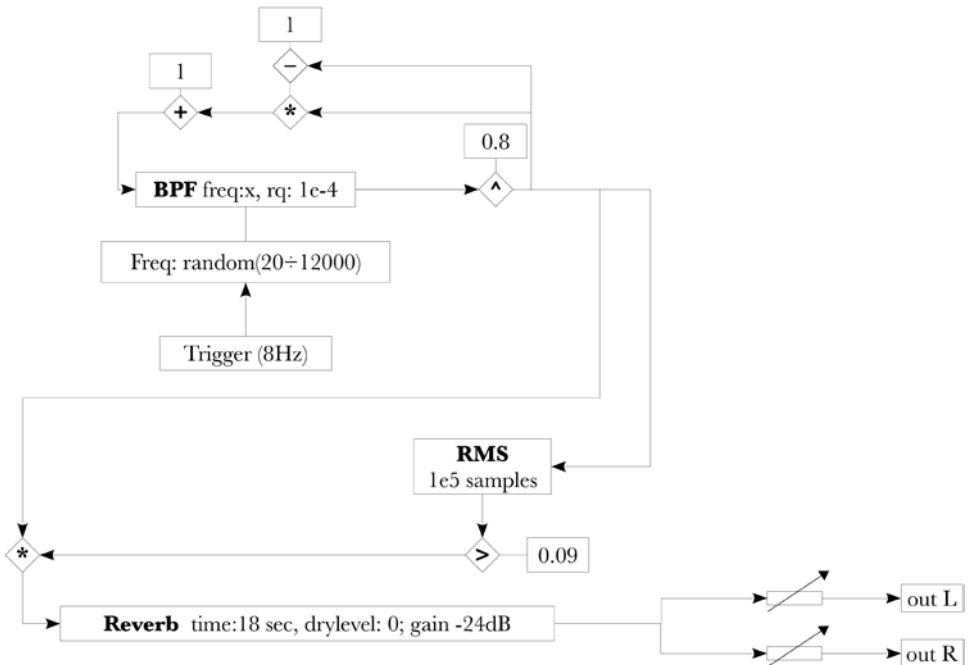 1
−
1
+
*
0.8
BPF freq:x, rq: 1e-4
^
Freq: random(20÷12000)
Trigger (8Hz)
RMS
1e5 samples
*
>
0.09
Reverb time:18 sec, drylevel: 0; gain -24dB
out L
out R